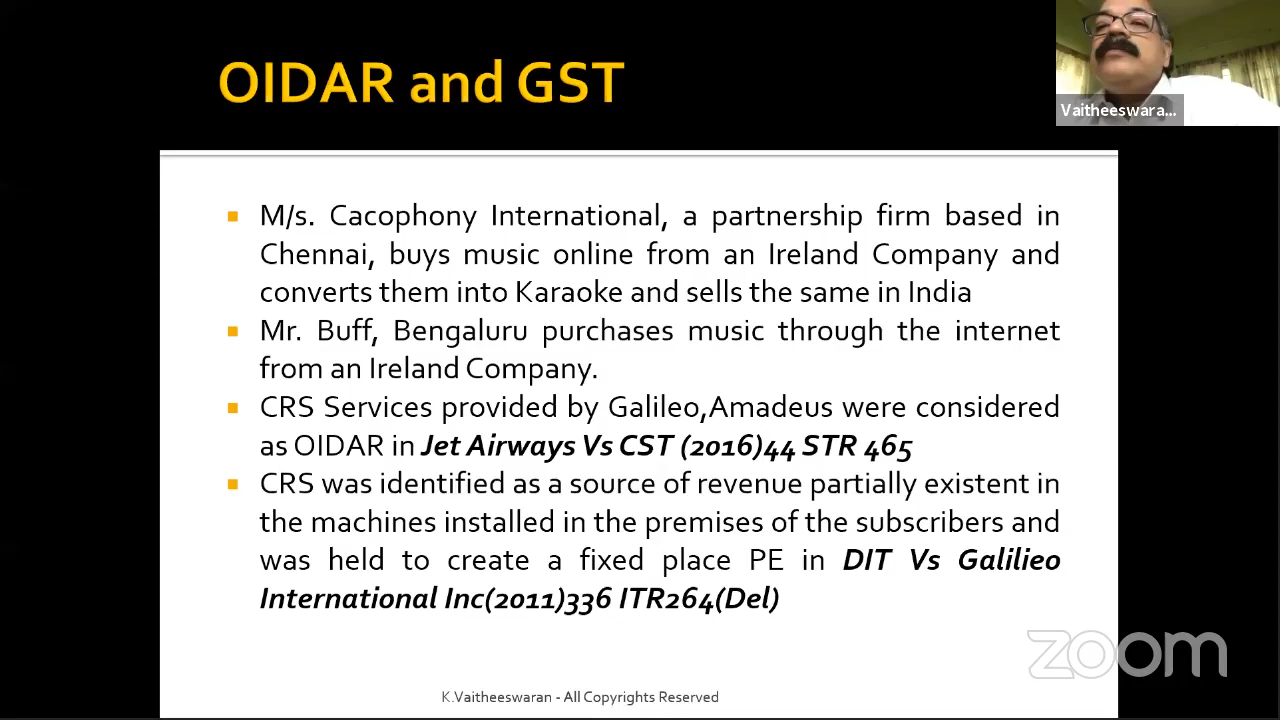 OIDAR and GST
Vaitheeswara...
M/s. Cacophony International, a partnership firm based in
Chennai, buys music online from an Ireland Company and
converts them into Karaoke and sells the same in India
Mr. Buff, Bengaluru purchases music through the internet
from an Ireland Company.
CRS Services provided by Galileo,Amadeus were considered
as OIDAR in Jet Airways Vs CST (2016)44 STR 465
CRS was identified as a source of revenue partially existent in
the machines installed in the premises of the subscribers and
was held to create a fixed place PE in DIT Vs Galilieo
International Inc(2011)336 ITR264(Del)
zoom
K.Vaitheeswaran - All Copyrights Reserved